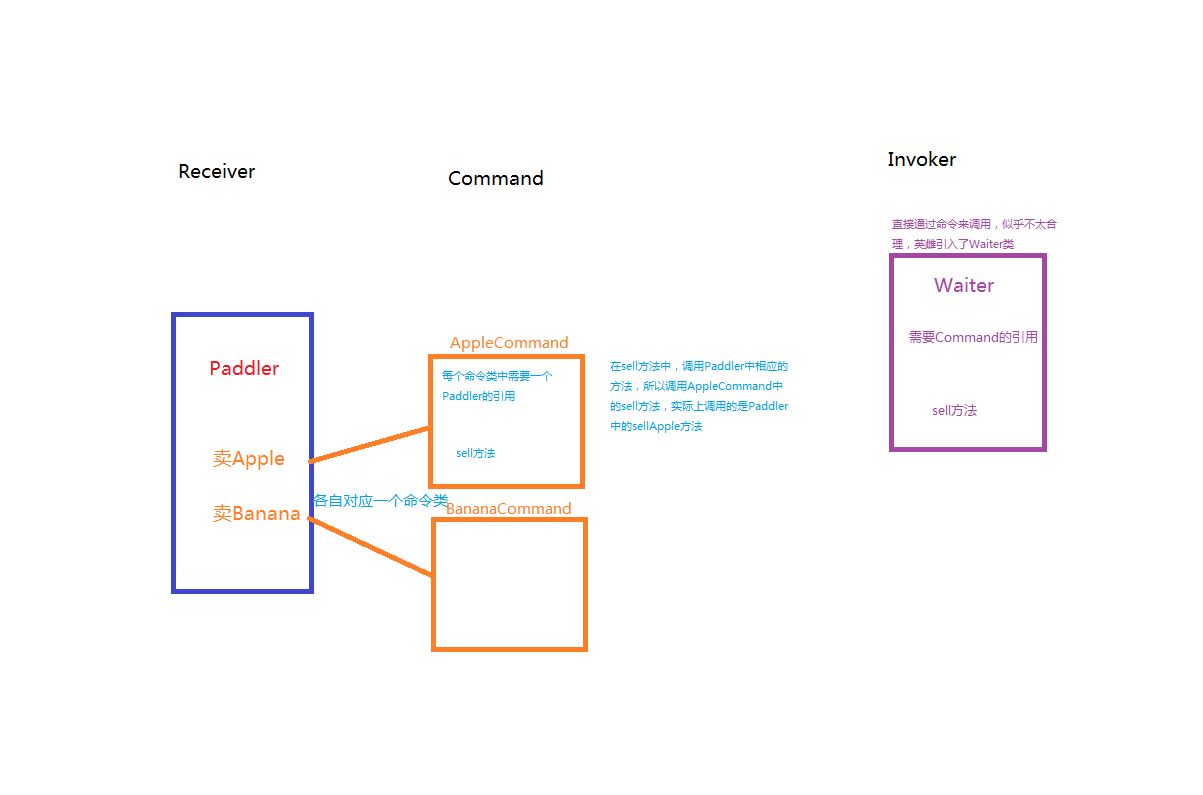 Receiver
Command
Invoker
直接通过命令来调用，似乎不太合
理，英雌引入了Waiter类
Waiter
需要Command的引用
sell方法
Paddler
卖Apple
卖Banana
各自对应一个命令类
AppleCommand
每个命令类中需要一个
Paddler的引用
sell方法
在sell方法中，调用Paddler中相应的
方法，所以调用AppleCommand中
的sell方法，实际上调用的是Paddler
中的sellApple方法
BananaCommand